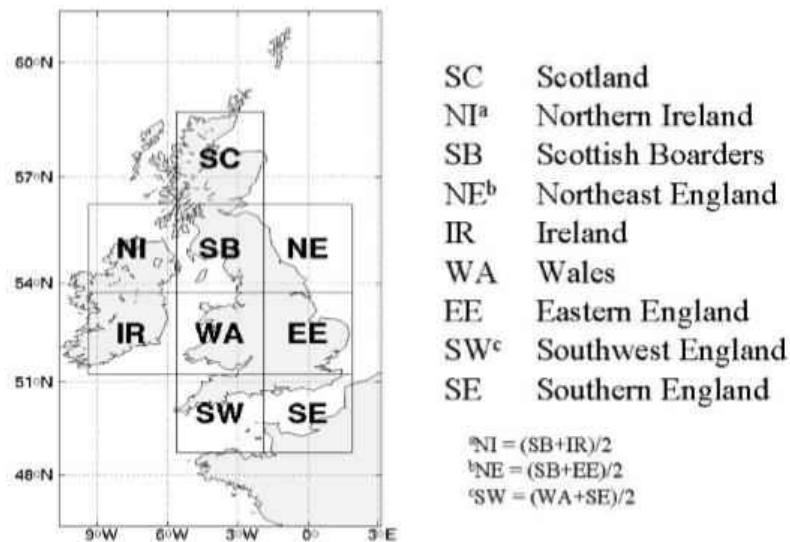 60°N
57°N
54°N
51°N
48°N
9°W 6°W 3°W 0° 3°E
SC
NI SB NE
IR WA EE
SW SE
SC Scotland
NIᵃ Northern Ireland
SB Scottish Boarders
NEᵇ Northeast England
IR Ireland
WA Wales
EE Eastern England
SWᶜ Southwest England
SE Southern England
ᵃNI = (SB+IR)/2
ᵇNE = (SB+EE)/2
ᶜSW = (WA+SE)/2